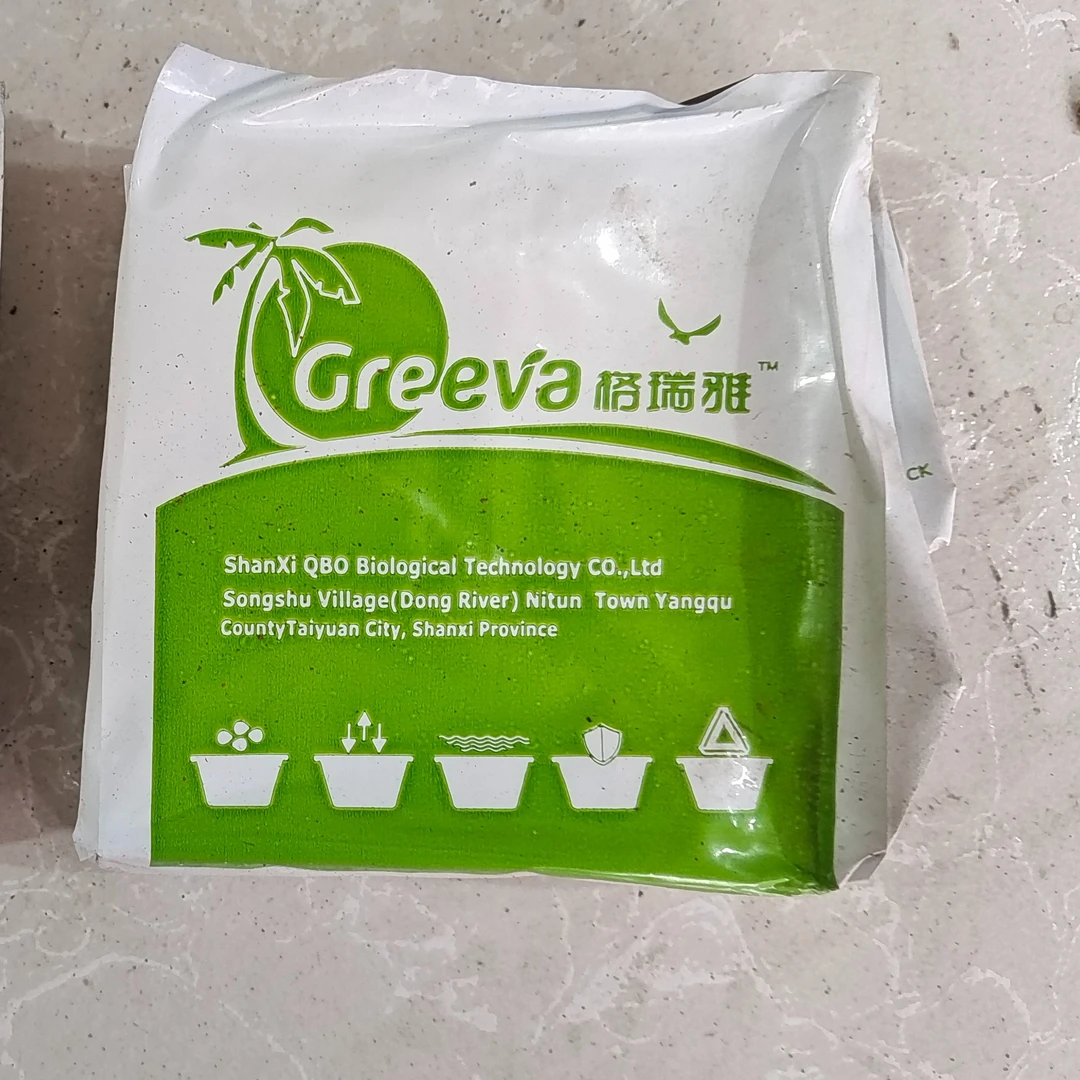 Greeva 格瑞雅™
CK
ShanXi QBO Biological Technology CO.,Ltd
Songshu Village(Dong River) Nitun Town Yangqu
CountyTaiyuan City, Shanxi Province